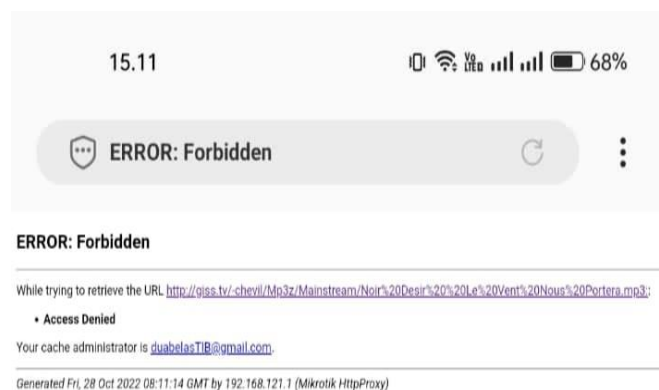 15.11 Vo LTE 68%
ERROR: Forbidden
ERROR: Forbidden
While trying to retrieve the URL http://giss.tv/~chevil/Mp3z/Mainstream/Noir%20Desir%20%20Le%20Vent%20Nous%20Portera.mp3;:
• Access Denied
Your cache administrator is duabelasTIB@gmail.com.
Generated Fri, 28 Oct 2022 08:11:14 GMT by 192.168.121.1 (Mikrotik HttpProxy)